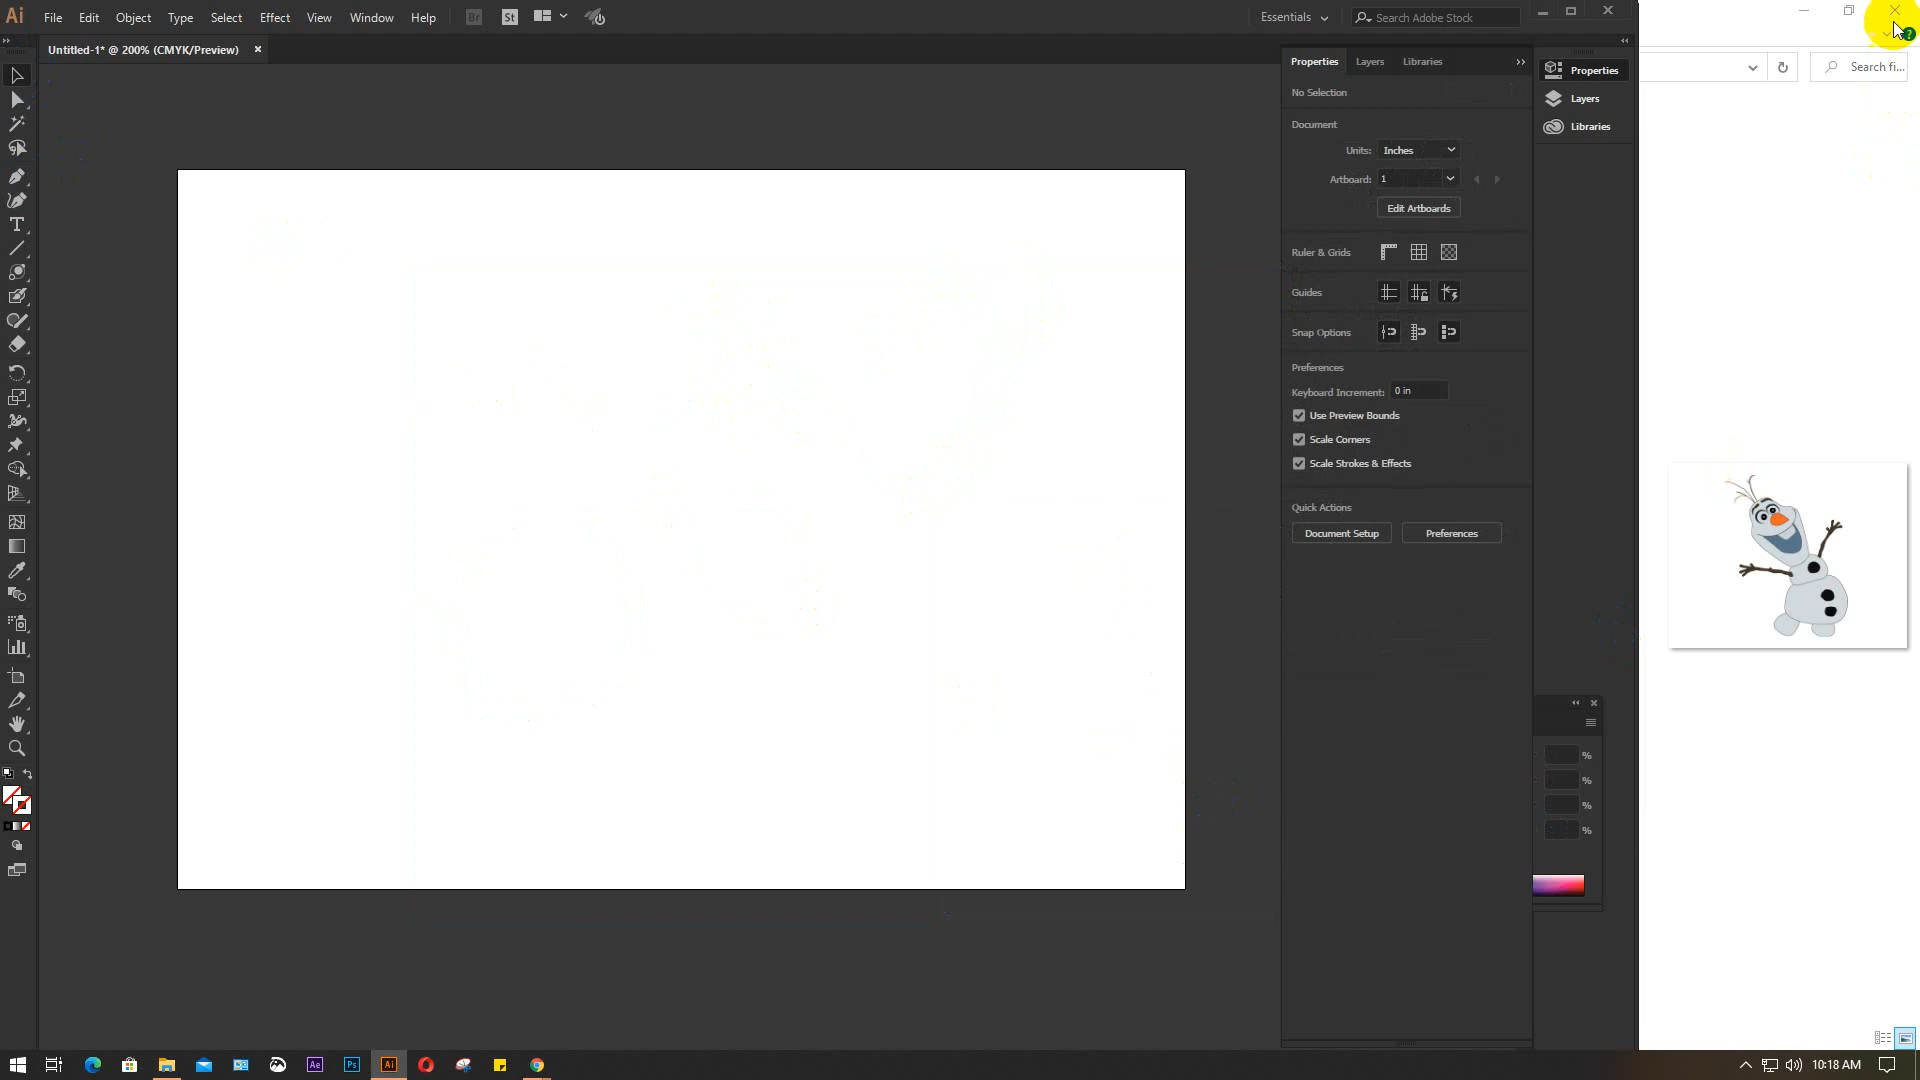 Ai File Edit Object Type Select Effect View Window Help Br St Essentials Search Adobe Stock
Untitled-1* @ 200% (CMYK/Preview)
Properties Layers Libraries
No Selection
Document
Units: Inches
Artboard: 1
Edit Artboards
Ruler & Grids
Guides
Snap Options
Preferences
Keyboard Increment: 0 in
Use Preview Bounds
Scale Corners
Scale Strokes & Effects
Quick Actions
Document Setup Preferences
Properties
Layers
Libraries
%
%
%
%
Search fi...
?
T
Ae Ps Ai
10:18 AM